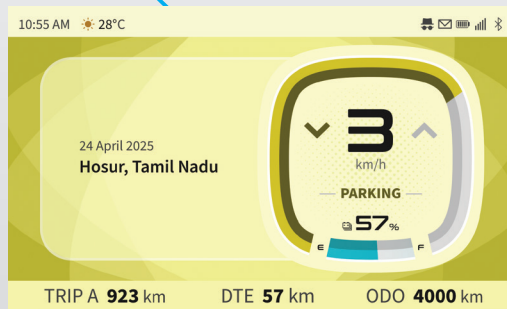 10:55 AM 28°C
24 April 2025
Hosur, Tamil Nadu
3
km/h
PARKING
57%
E F
TRIP A 923 km DTE 57 km ODO 4000 km